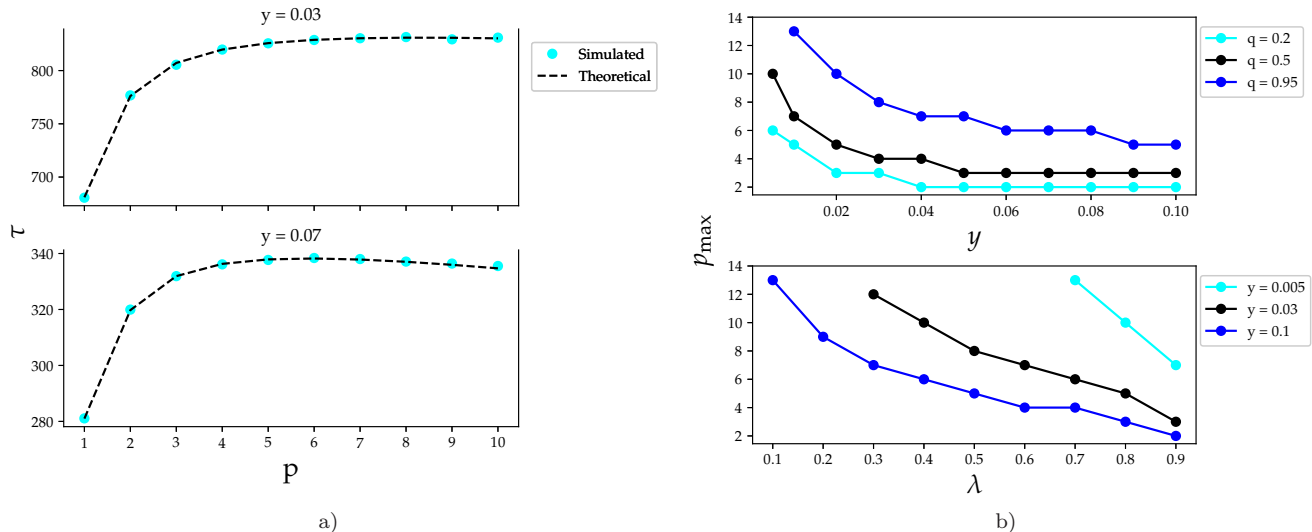 y = 0.03
800
750
700
Simulated
Theoretical
τ
y = 0.07
340
320
300
280
1 2 3 4 5 6 7 8 9 10
p
a)
14
12
10
8
6
4
2
0.02 0.04 0.06 0.08 0.10
y
q = 0.2
q = 0.5
q = 0.95
p_max
14
12
10
8
6
4
2
0.1 0.2 0.3 0.4 0.5 0.6 0.7 0.8 0.9
λ
y = 0.005
y = 0.03
y = 0.1
b)